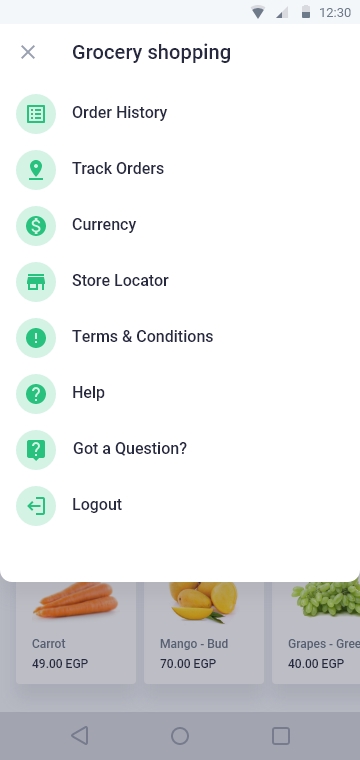 12:30
Grocery shopping
Order History
Track Orders
Currency
Store Locator
Terms & Conditions
Help
Got a Question?
Logout
Carrot
49.00 EGP
Mango - Bud
70.00 EGP
Grapes - Gree
40.00 EGP